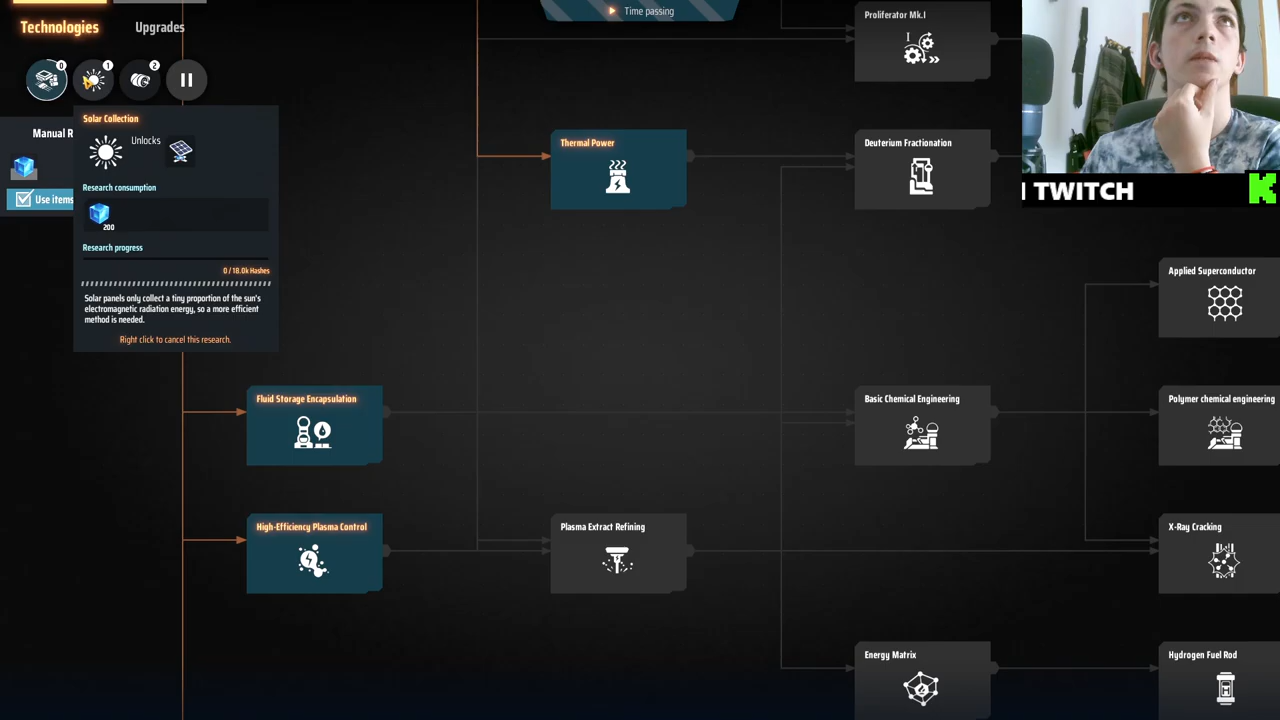 Technologies
Upgrades
Time passing
0
1
2
Manual R
Use items
Solar Collection
Unlocks
Research consumption
200
Research progress
0 / 18.0k Hashes
Solar panels only collect a tiny proportion of the sun's
electromagnetic radiation energy, so a more efficient
method is needed.
Right click to cancel this research.
Proliferator Mk.I
I
Thermal Power
Deuterium Fractionation
TWITCH
K
Applied Superconductor
Fluid Storage Encapsulation
Basic Chemical Engineering
Polymer chemical engineering
High-Efficiency Plasma Control
Plasma Extract Refining
X-Ray Cracking
Energy Matrix
Hydrogen Fuel Rod
H